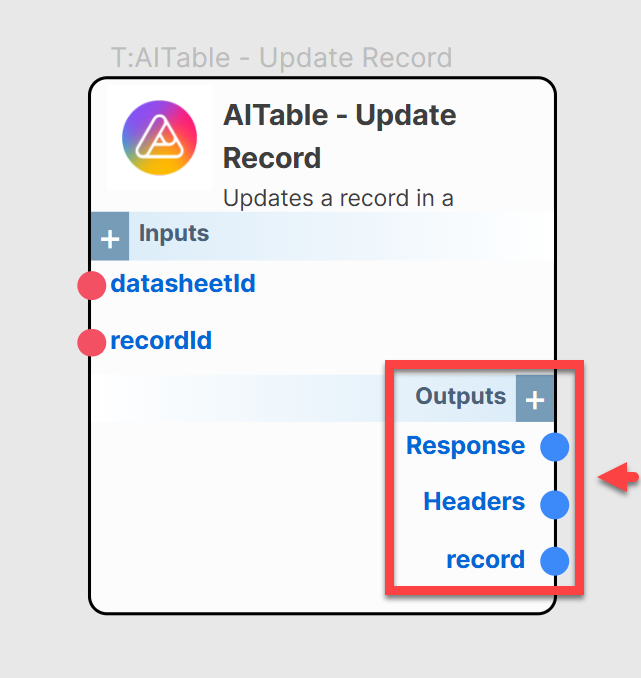 T:AITable - Update Record
AITable - Update
Record
Updates a record in a
+ Inputs
datasheetId
recordId
Outputs +
Response
Headers
record